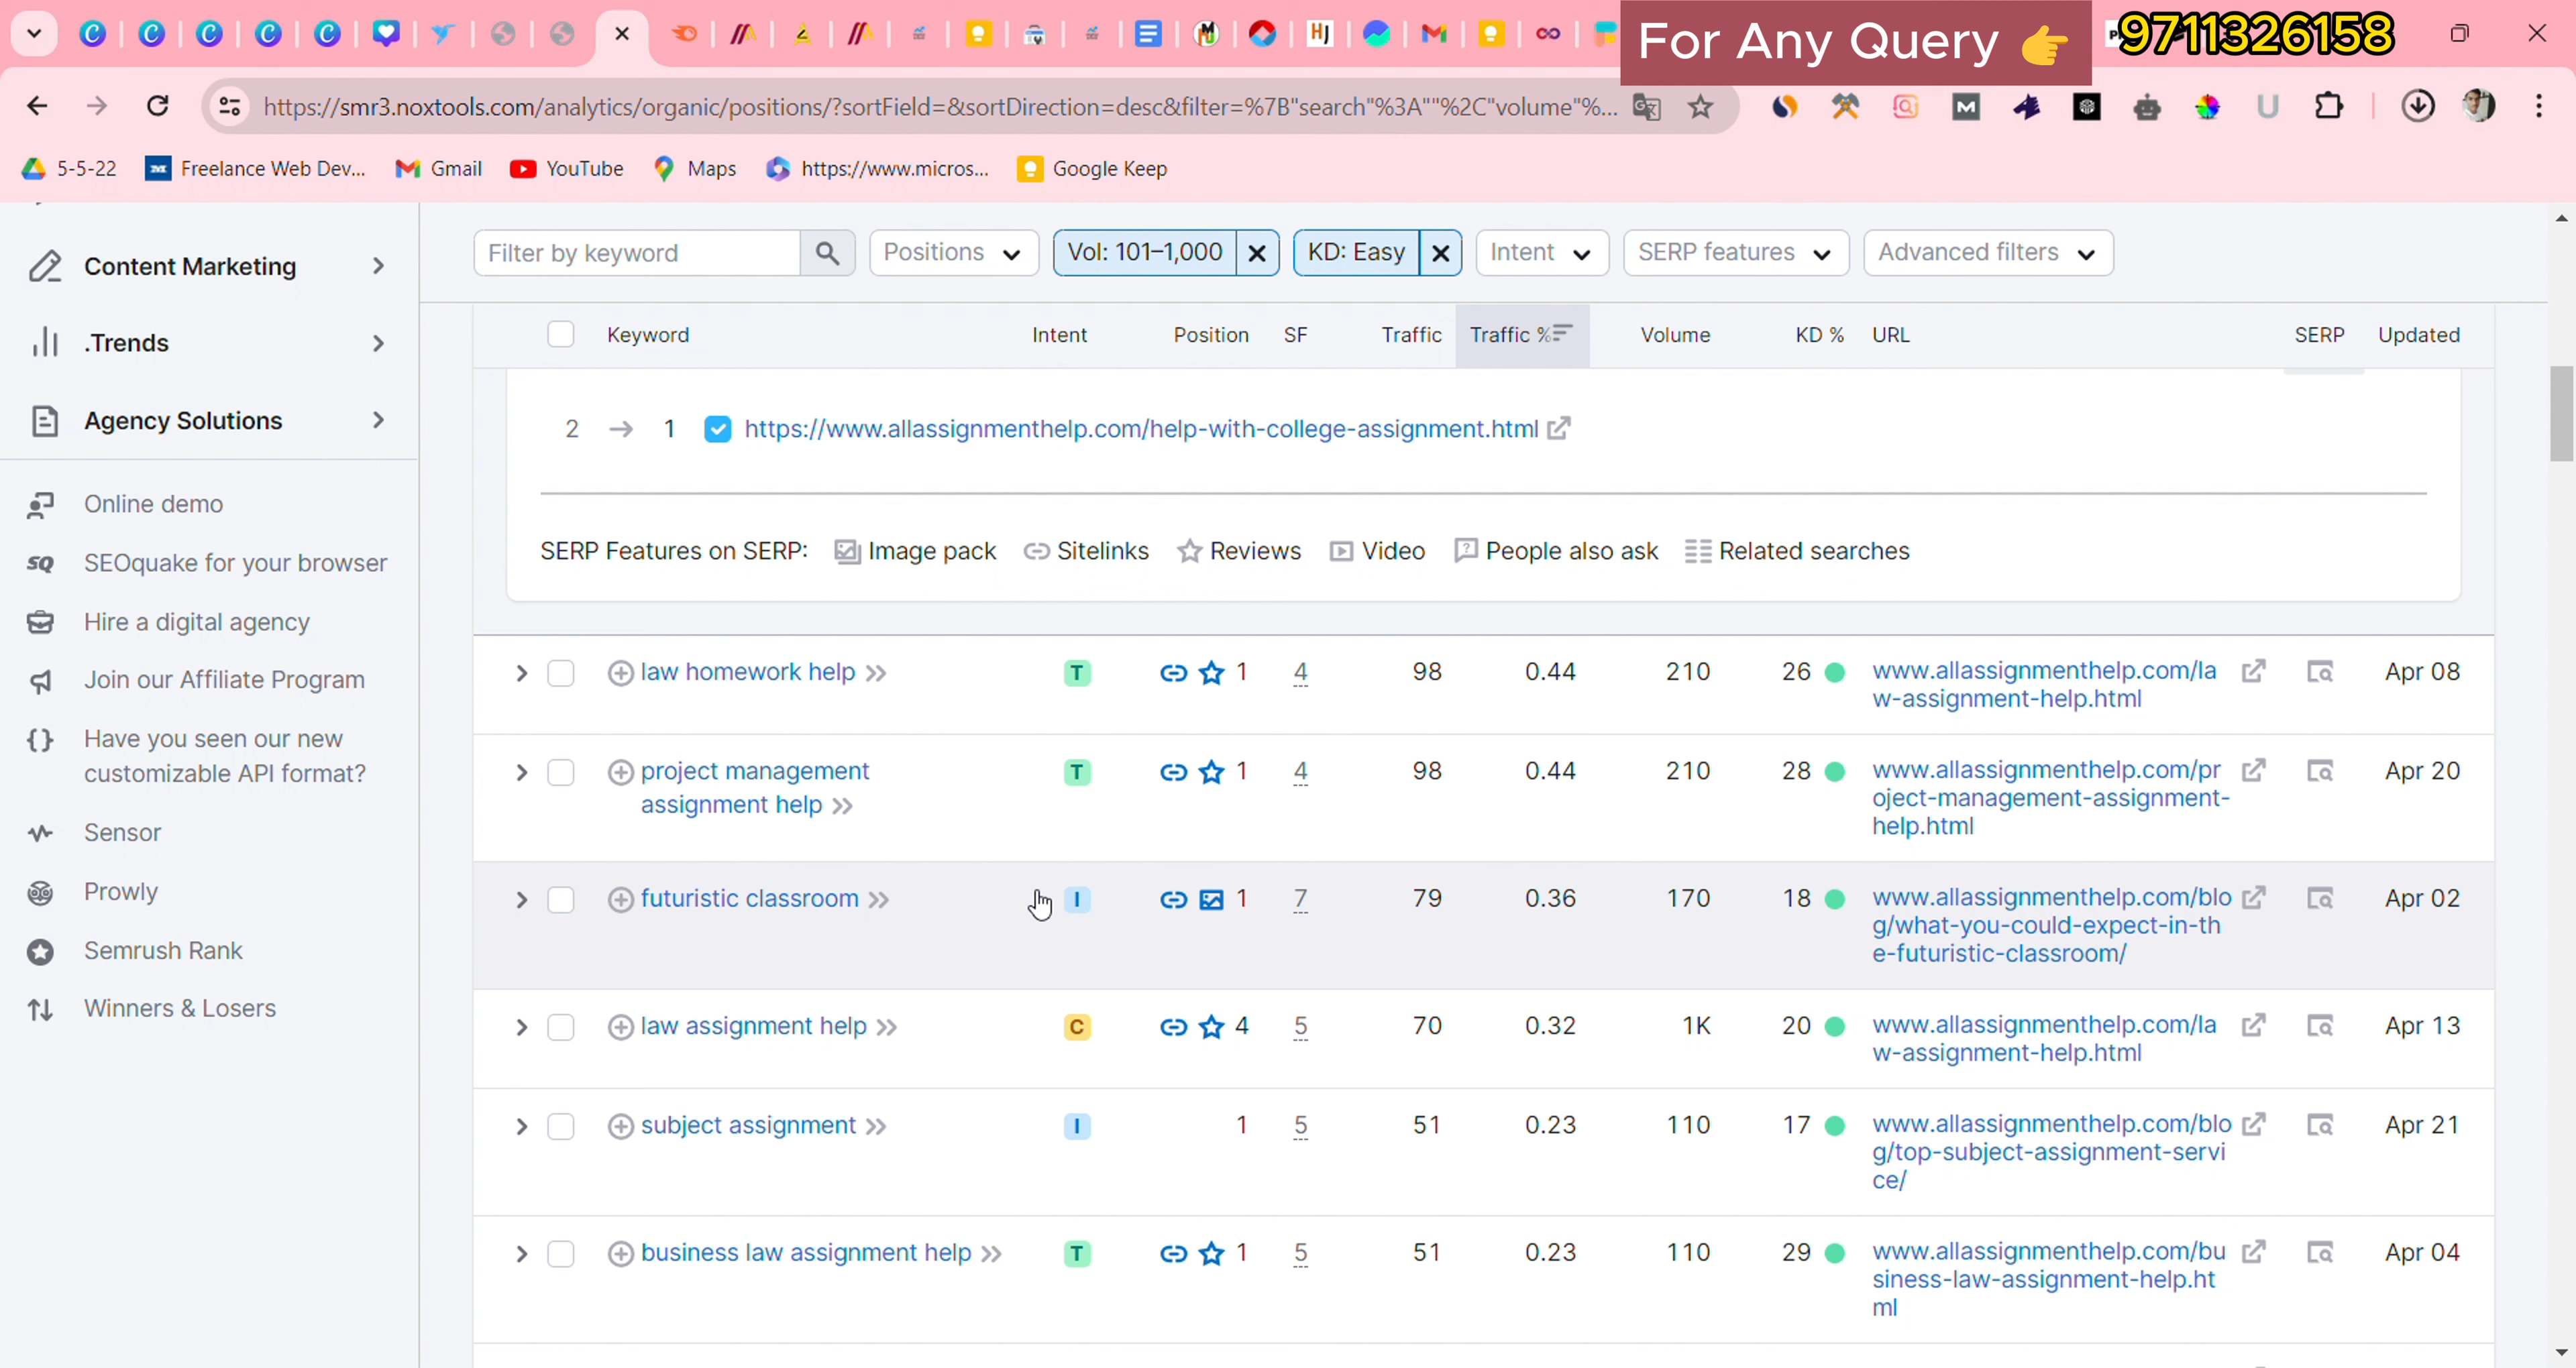 For Any Query 👉 9711326158
https://smr3.noxtools.com/analytics/organic/positions/?sortField=&sortDirection=desc&filter=%7B"search"%3A""%2C"volume"%...
5-5-22 Freelance Web Dev... Gmail YouTube Maps https://www.micros... Google Keep
Content Marketing
.Trends
Agency Solutions
Online demo
SEOquake for your browser
Hire a digital agency
Join our Affiliate Program
Have you seen our new
customizable API format?
Sensor
Prowly
Semrush Rank
Winners & Losers
Filter by keyword Positions Vol: 101–1,000 KD: Easy Intent SERP features Advanced filters
Keyword Intent Position SF Traffic Traffic % Volume KD % URL SERP Updated
2 → 1 https://www.allassignmenthelp.com/help-with-college-assignment.html
SERP Features on SERP: Image pack Sitelinks Reviews Video People also ask Related searches
law homework help T 1 4 98 0.44 210 26 www.allassignmenthelp.com/la Apr 08
w-assignment-help.html
project management T 1 4 98 0.44 210 28 www.allassignmenthelp.com/pr Apr 20
assignment help oject-management-assignment-
help.html
futuristic classroom I 1 7 79 0.36 170 18 www.allassignmenthelp.com/blo Apr 02
g/what-you-could-expect-in-th
e-futuristic-classroom/
law assignment help C 4 5 70 0.32 1K 20 www.allassignmenthelp.com/la Apr 13
w-assignment-help.html
subject assignment I 1 5 51 0.23 110 17 www.allassignmenthelp.com/blo Apr 21
g/top-subject-assignment-servi
ce/
business law assignment help T 1 5 51 0.23 110 29 www.allassignmenthelp.com/bu Apr 04
siness-law-assignment-help.ht
ml